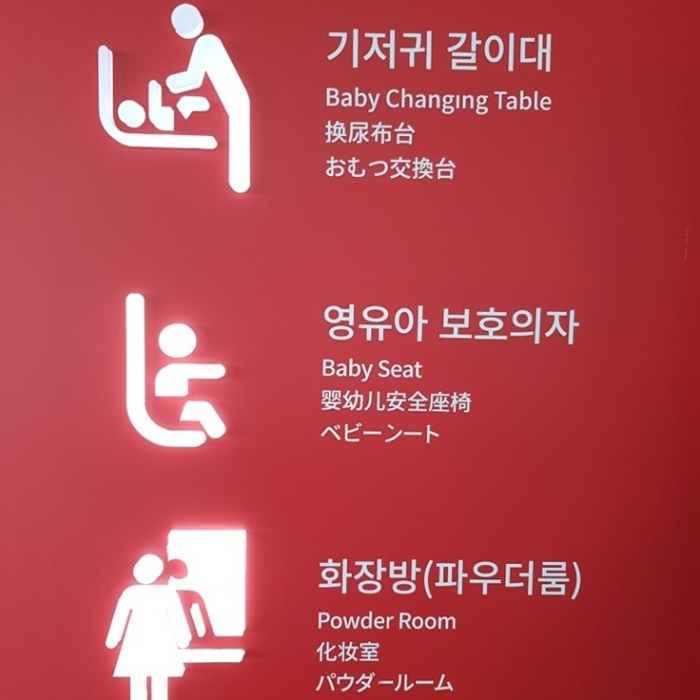 기저귀 갈이대
Baby Changıng Table
换尿布台
おむつ交換台
영유아 보호의자
Baby Seat
婴幼儿安全座椅
ベビーンート
화장방(파우더룸)
Powder Room
化妆室
パウダールーム